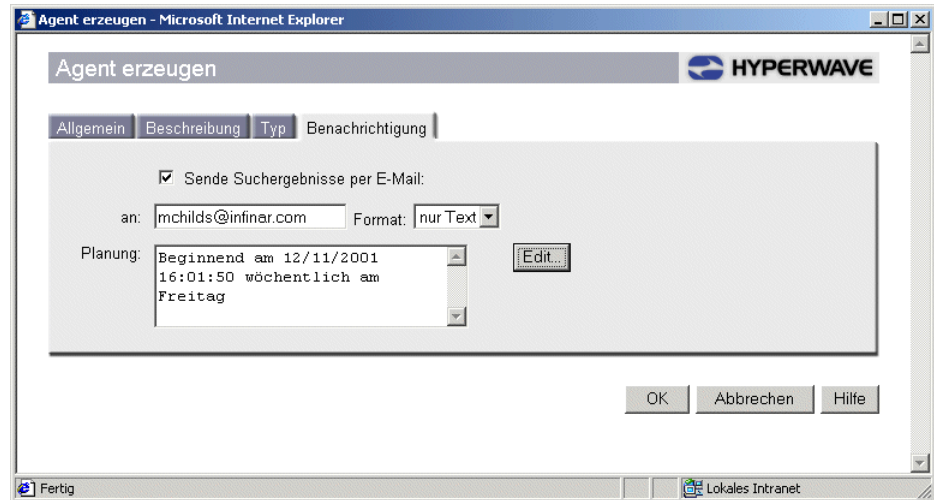 Agent erzeugen - Microsoft Internet Explorer
Agent erzeugen
HYPERWAVE
Allgemein Beschreibung Typ Benachrichtigung
Sende Suchergebnisse per E-Mail:
an: mchilds@infinar.com Format: nur Text
Planung: Beginnend am 12/11/2001
16:01:50 wöchentlich am
Freitag
Edit...
OK Abbrechen Hilfe
Fertig Lokales Intranet